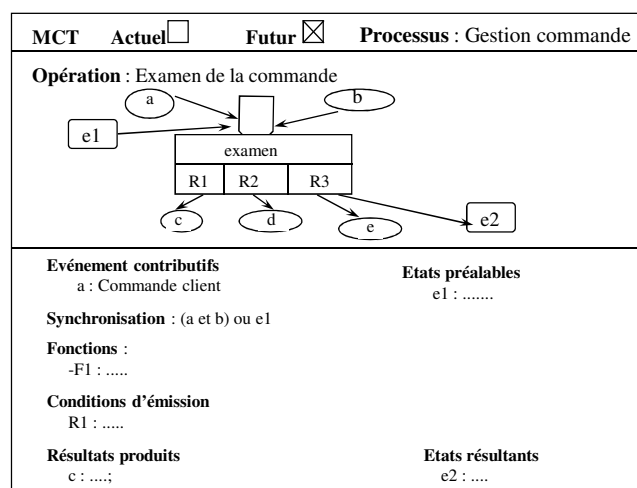 MCT Actuel Futur Processus : Gestion commande
Opération : Examen de la commande
a b
e1
examen
R1 R2 R3
c d e e2
Evénement contributifs Etats préalables
a : Commande client e1 : .......
Synchronisation : (a et b) ou e1
Fonctions :
-F1 : .....
Conditions d'émission
R1 : .....
Résultats produits Etats résultants
c : ....; e2 : ....